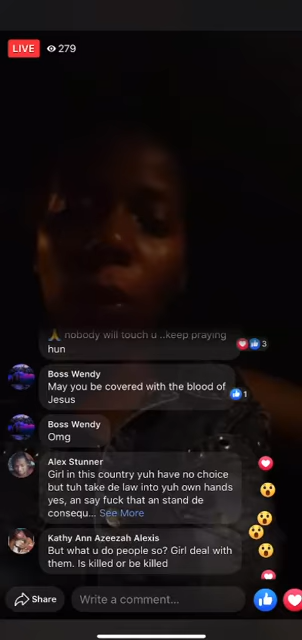 LIVE 279
nobody will touch u ..keep praying
hun
3
Boss Wendy
May you be covered with the blood of
Jesus
1
Boss Wendy
Omg
Alex Stunner
Girl in this country yuh have no choice
but tuh take de law into yuh own hands
yes, an say fuck that an stand de
consequ... See More
Kathy Ann Azeezah Alexis
But what u do people so? Girl deal with
them. Is killed or be killed
Share
Write a comment...